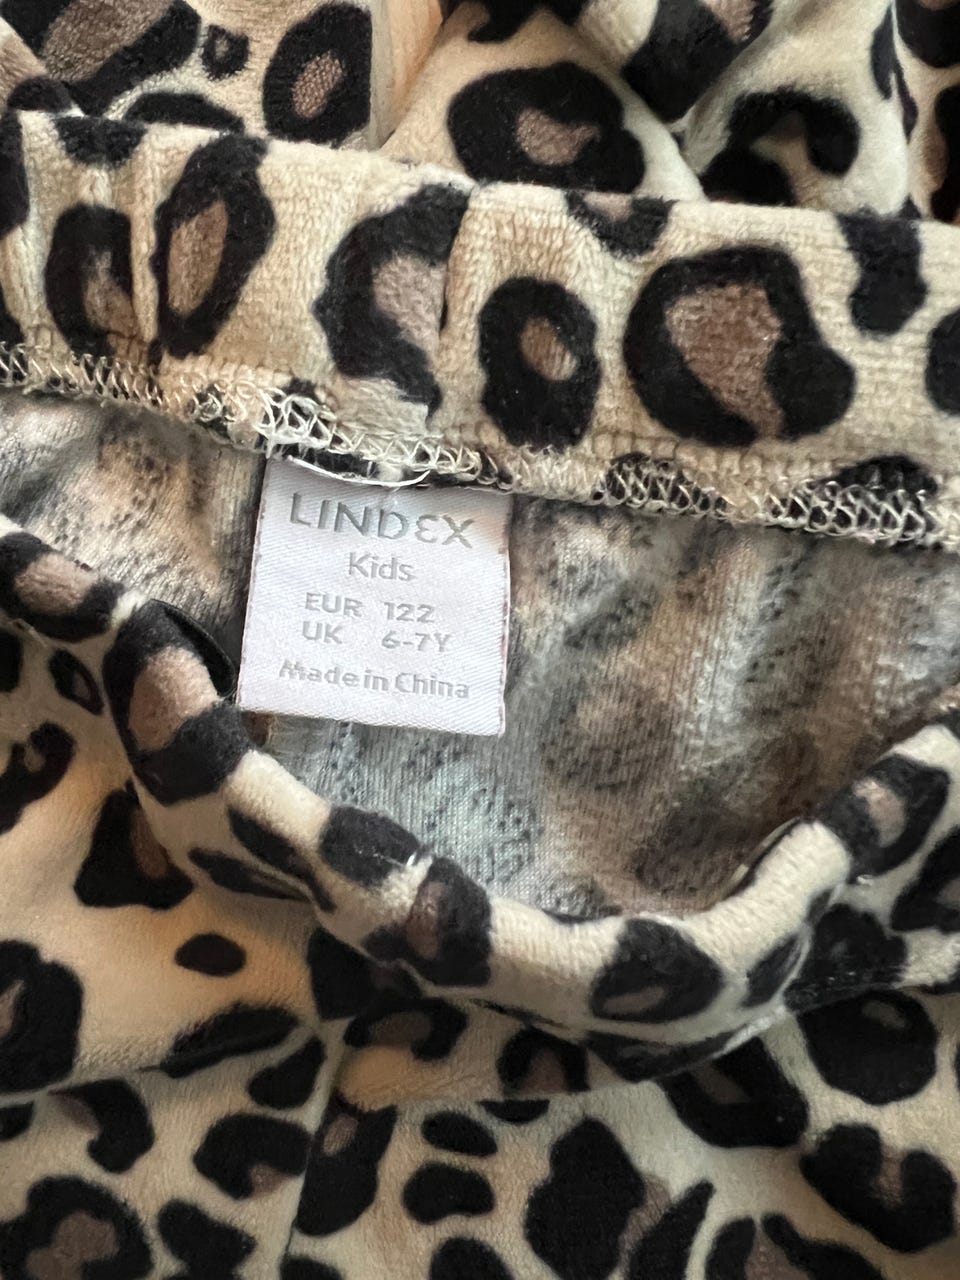 LINDEX
Kids
EUR 122
UK 6-7Y
Made in China